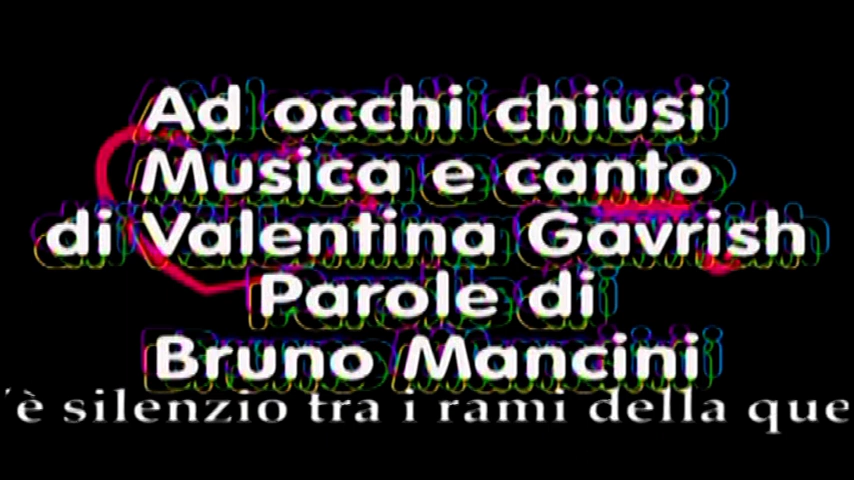 Ad occhi chiusi
Musica e canto
di Valentina Gavrish
Parole di
Bruno Mancini
'è silenzio tra i rami della que